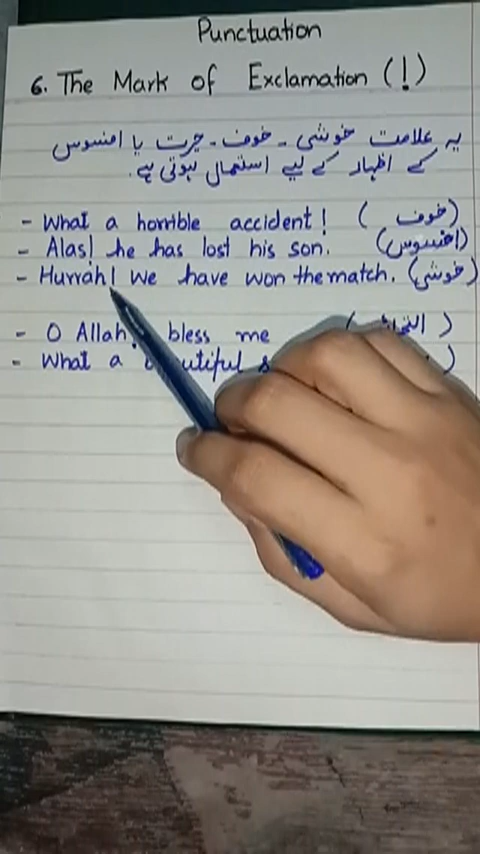 Punctuation
6. The Mark of Exclamation (!)
یہ علامت خوشی - خوف - حیرت یا افسوس
کے اظہار کے لیے استعمال ہوتی ہے۔
- What a horrible accident! (خوف)
- Alas! he has lost his son. (افسوس)
- Hurrah! We have won the match. (خوشی)
- O Allah, bless me
- What a